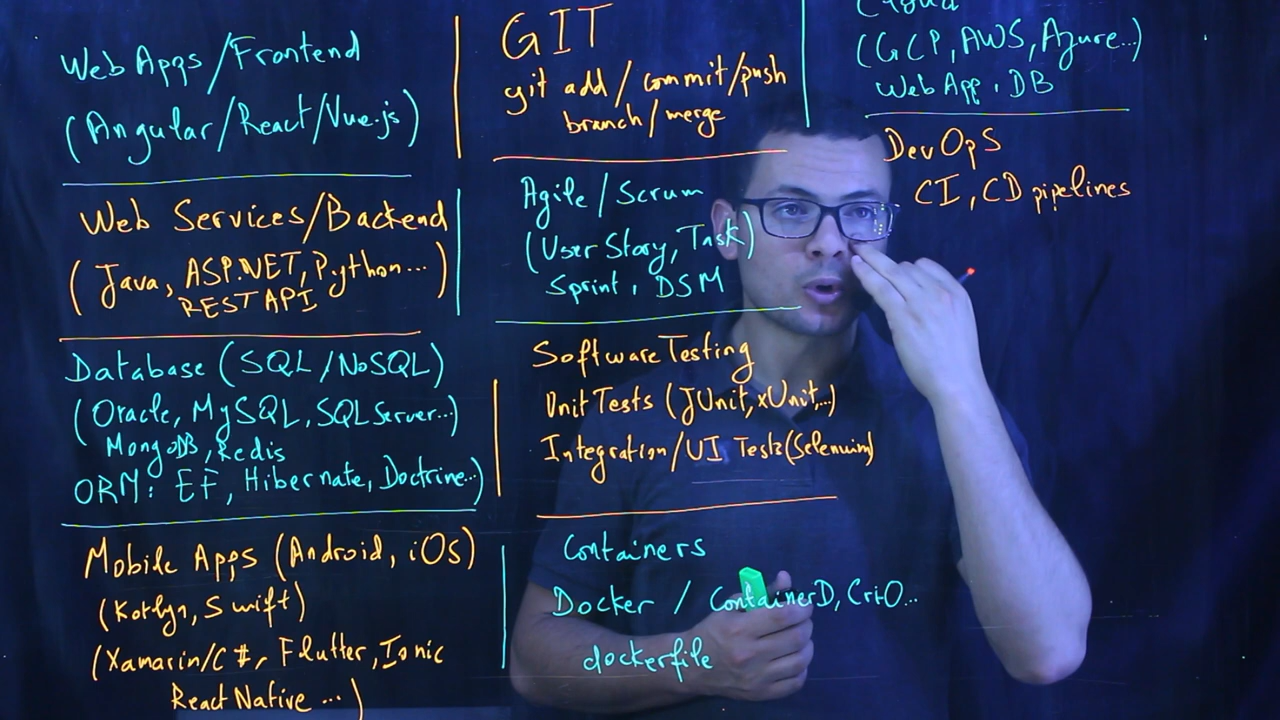 Web Apps/Frontend
(Angular/React/Vue.js)
Web Services/Backend
(Java, ASP.NET, Python...)
REST API
Database (SQL/NoSQL)
(Oracle, MySQL, SQL Server...)
MongoDB, Redis
ORM: EF, Hibernate, Doctrine...)
Mobile Apps (Android, iOs)
(Kotlyn, Swift)
(Xamarin/C#, Flutter, Ionic
React Native ...)
GIT
git add / commit/push
branch/merge
Agile/Scrum
(User Story, Task)
Sprint, DSM
Software Testing
Unit Tests (JUnit, xUnit,..)
Integration/UI Tests(Selenium)
Containers
Docker / ContainerD, CriO...
dockerfile
(GCP, AWS, Azure..)
WebApp, DB
DevOpS
CI, CD pipelines